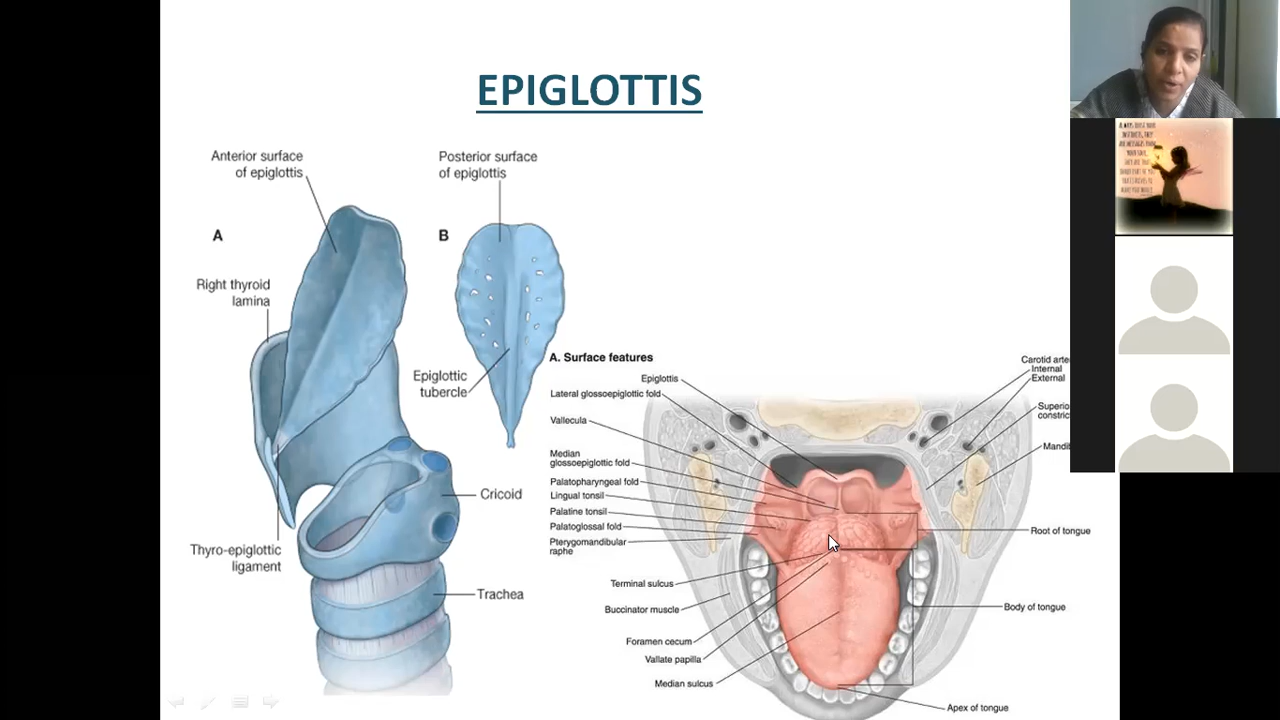 EPIGLOTTIS
Anterior surface
of epiglottis
Posterior surface
of epiglottis
A
B
Right thyroid
lamina
Epiglottic
tubercle
Cricoid
Thyro-epiglottic
ligament
Trachea
A. Surface features
Epiglottis
Lateral glossoepiglottic fold
Vallecula
Median
glossoepiglottic fold
Palatopharyngeal fold
Lingual tonsil
Palatine tonsil
Palatoglossal fold
Pterygomandibular
raphe
Terminal sulcus
Buccinator muscle
Foramen cecum
Vallate papilla
Median sulcus
Carotid arte
Internal
External
Superio
constric
Mandi
Root of tongue
Body of tongue
Apex of tongue